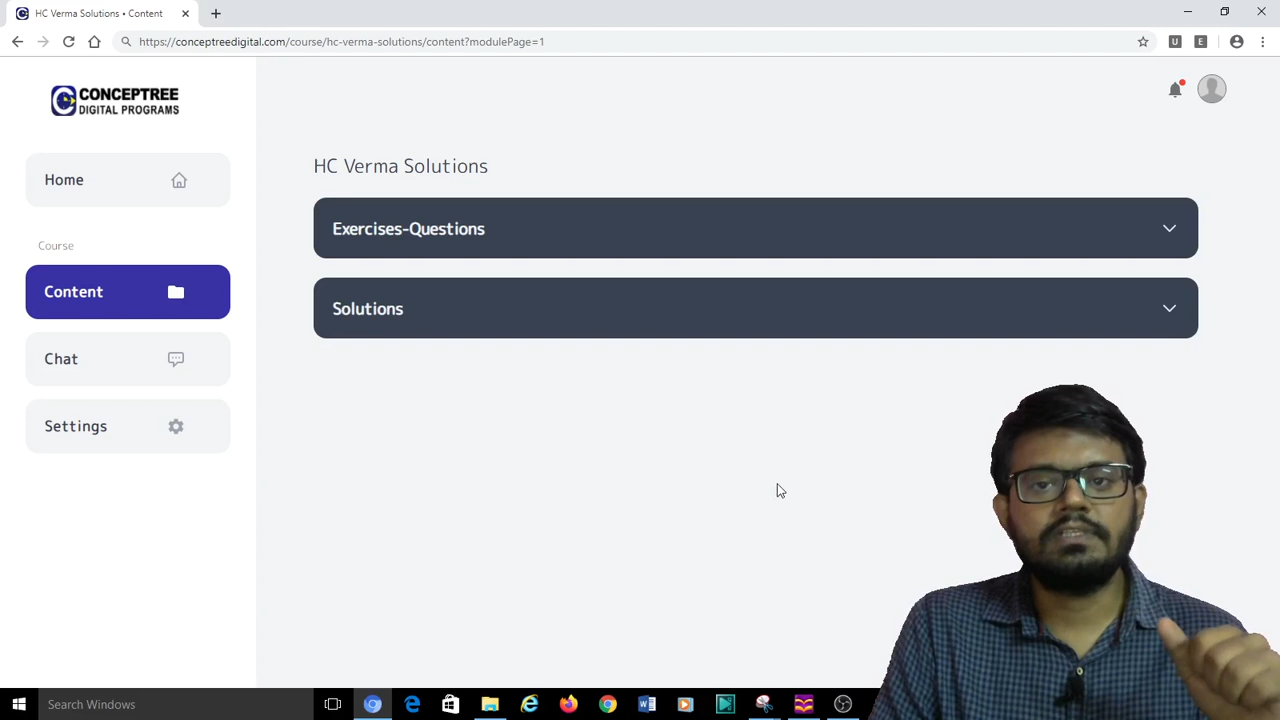 HC Verma Solutions • Content
https://conceptreedigital.com/course/hc-verma-solutions/content?modulePage=1
U
E
CONCEPTREE
DIGITAL PROGRAMS
Home
Course
Content
Chat
Settings
HC Verma Solutions
Exercises-Questions
Solutions
Search Windows